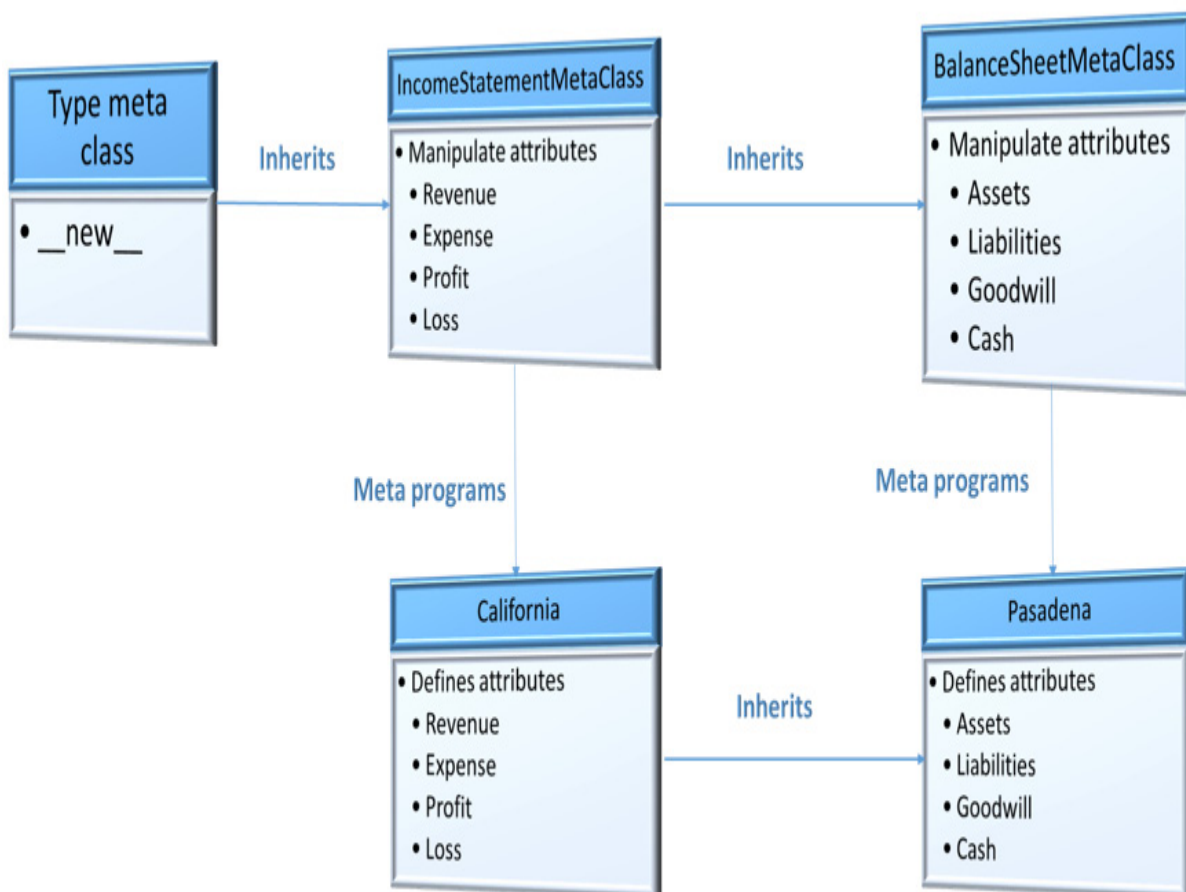 Type meta
class
• __new__
Inherits
IncomeStatementMetaClass
• Manipulate attributes
• Revenue
• Expense
• Profit
• Loss
Inherits
BalanceSheetMetaClass
• Manipulate attributes
• Assets
• Liabilities
• Goodwill
• Cash
Meta programs
Meta programs
California
• Defines attributes
• Revenue
• Expense
• Profit
• Loss
Inherits
Pasadena
• Defines attributes
• Assets
• Liabilities
• Goodwill
• Cash